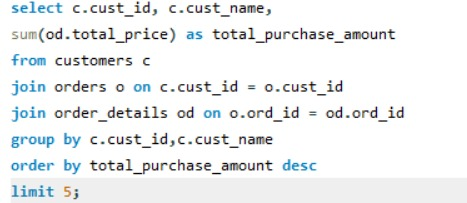 select c.cust_id, c.cust_name,
sum(od.total_price) as total_purchase_amount
from customers c
join orders o on c.cust_id = o.cust_id
join order_details od on o.ord_id = od.ord_id
group by c.cust_id,c.cust_name
order by total_purchase_amount desc
limit 5;